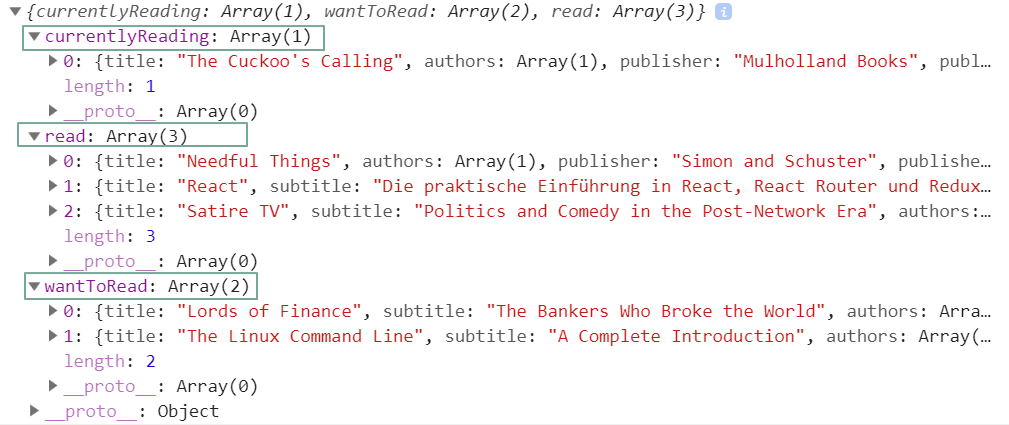 {currentlyReading: Array(1), wantToRead: Array(2), read: Array(3)} i
currentlyReading: Array(1)
0: {title: "The Cuckoo's Calling", authors: Array(1), publisher: "Mulholland Books", publ…
length: 1
__proto__: Array(0)
read: Array(3)
0: {title: "Needful Things", authors: Array(1), publisher: "Simon and Schuster", publishe…
1: {title: "React", subtitle: "Die praktische Einführung in React, React Router und Redux…
2: {title: "Satire TV", subtitle: "Politics and Comedy in the Post-Network Era", authors:…
length: 3
__proto__: Array(0)
wantToRead: Array(2)
0: {title: "Lords of Finance", subtitle: "The Bankers Who Broke the World", authors: Arra…
1: {title: "The Linux Command Line", subtitle: "A Complete Introduction", authors: Array(…
length: 2
__proto__: Array(0)
__proto__: Object